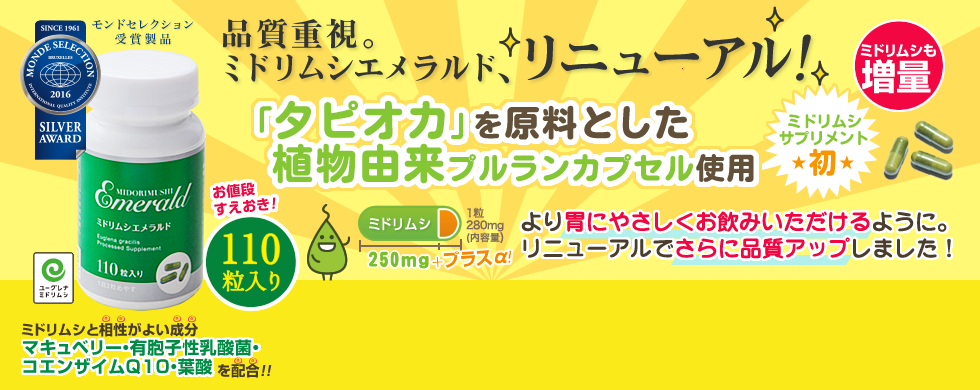 SINCE 1961
MONDE SELECTION
BRUXELLES
2016
INTERNATIONAL QUALITY INSTITUTE
SILVER
AWARD
モンドセレクション
受賞製品
品質重視。
ミドリムシエメラルド、リニューアル!
ミドリムシも
増量
「タピオカ」を原料とした
植物由来プルランカプセル使用
ミドリムシ
サプリメント
初
MIDORIMUSHI
Emerald
ミドリムシエメラルド
Euglena gracilis
Processed Supplement
110粒入り
お値段
すえおき!
110
粒入り
ミドリムシ
1粒
280mg
(内容量)
250mg+プラスα!
より胃にやさしくお飲みいただけるように。
リニューアルでさらに品質アップしました!
ユーグレナ
ミドリムシ
ミドリムシと相性がよい成分
マキュベリー・有胞子性乳酸菌・
コエンザイムQ10・葉酸 を配合!!